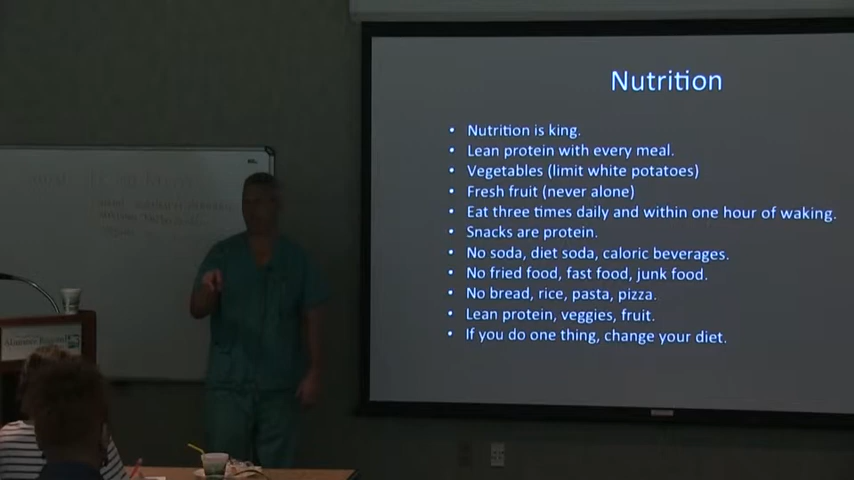 Nutrition
• Nutrition is king.
• Lean protein with every meal.
• Vegetables (limit white potatoes)
• Fresh fruit (never alone)
• Eat three times daily and within one hour of waking.
• Snacks are protein.
• No soda, diet soda, caloric beverages.
• No fried food, fast food, junk food.
• No bread, rice, pasta, pizza.
• Lean protein, veggies, fruit.
• If you do one thing, change your diet.